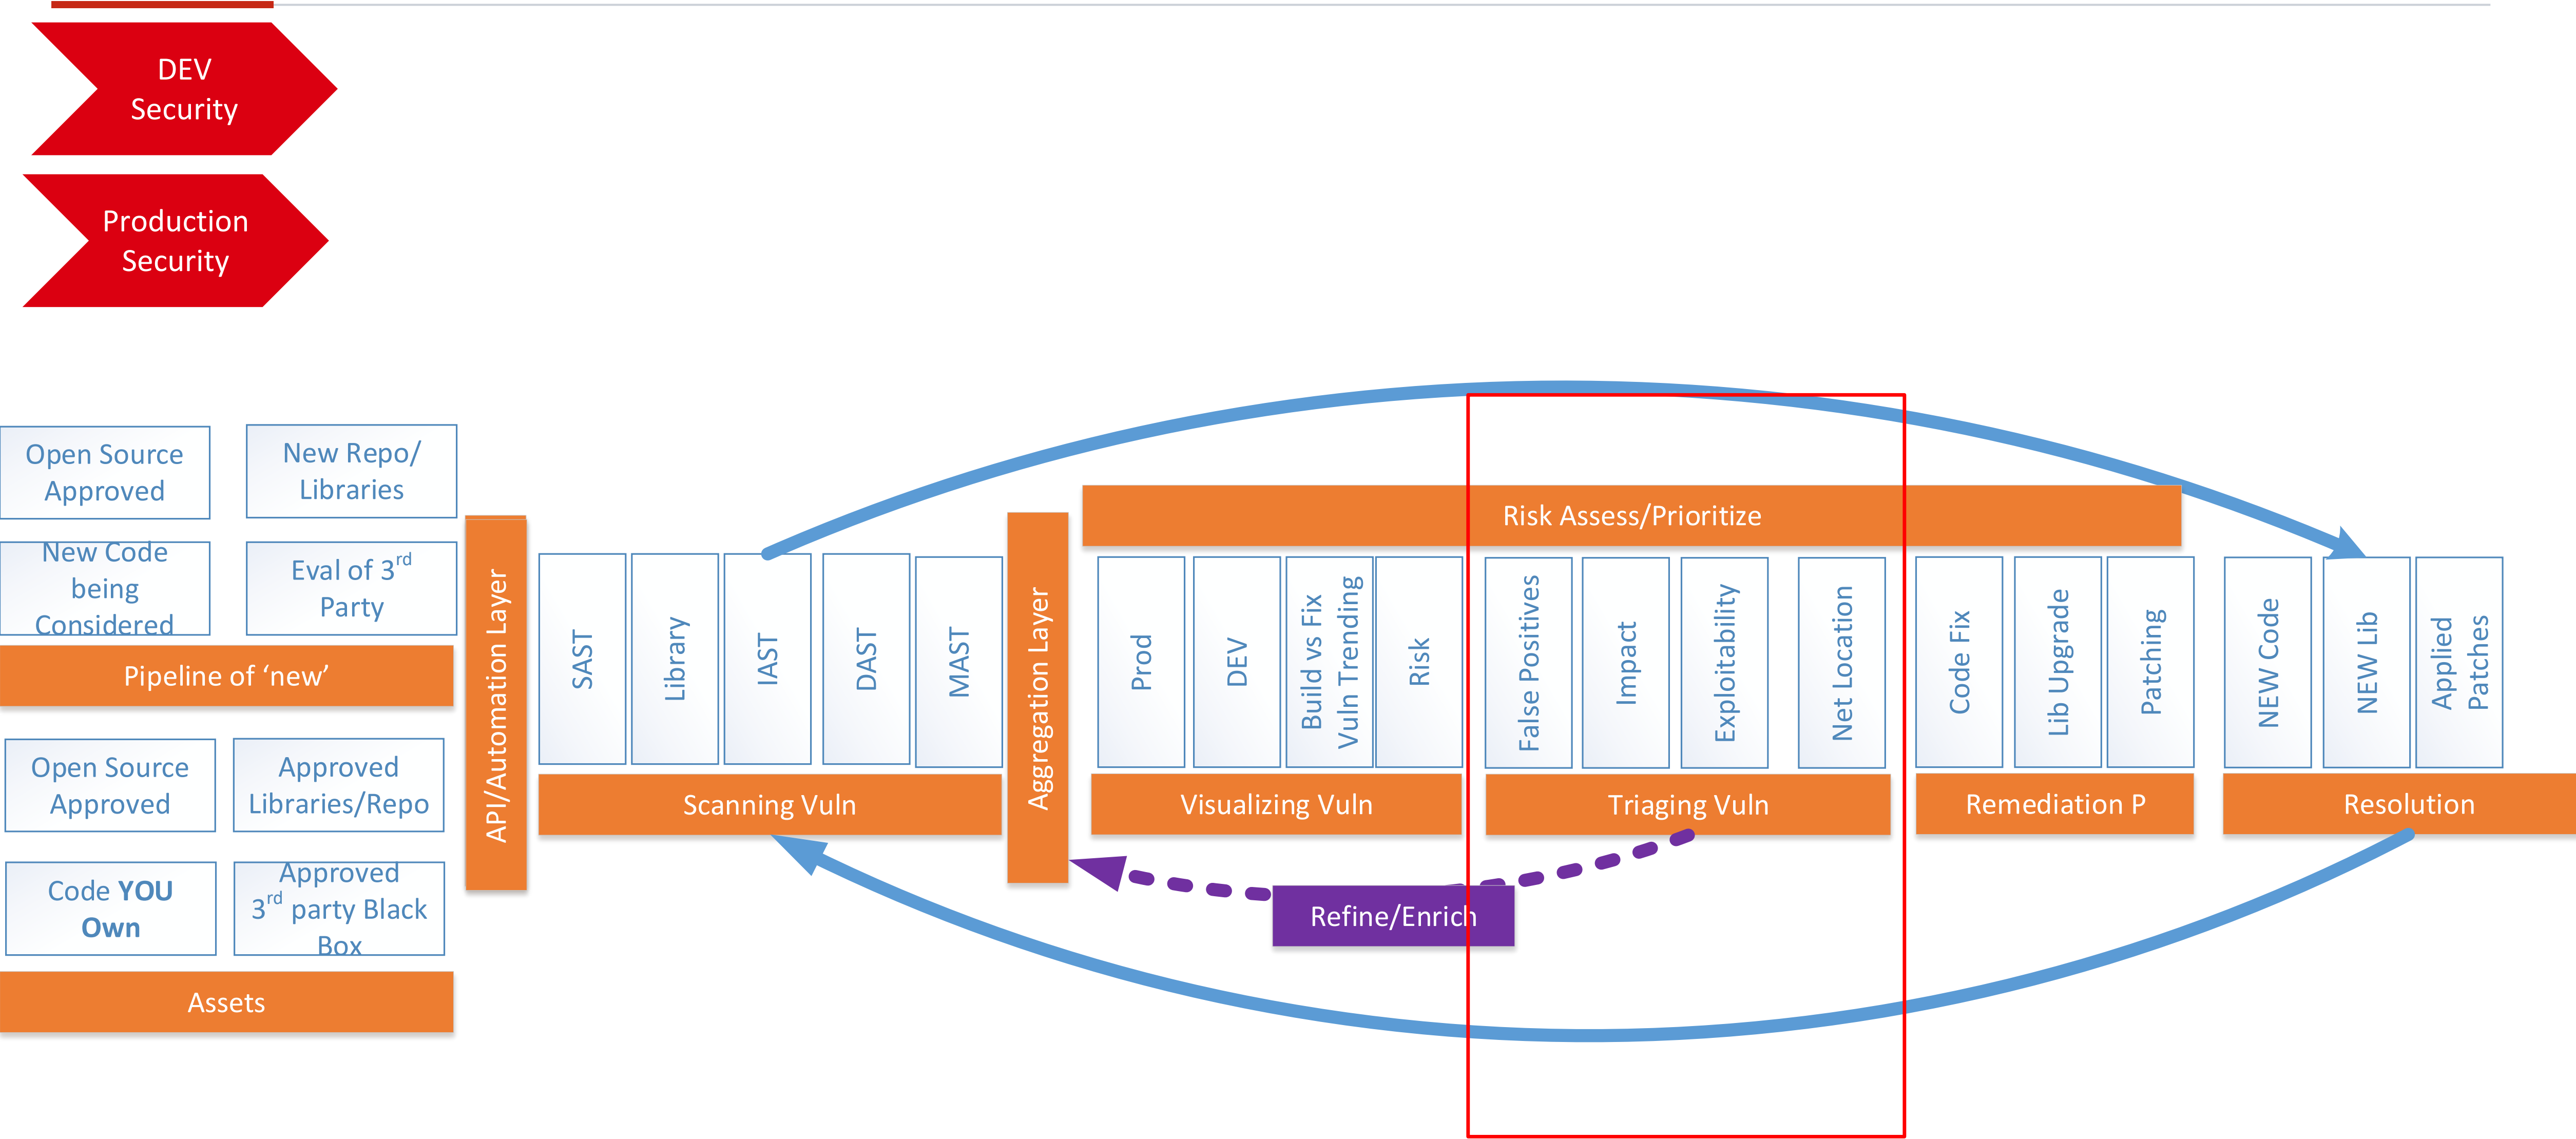 DEV
Security
Production
Security
Open Source
Approved
New Repo/
Libraries
New Code
being
Considered
Eval of 3rd
Party
Pipeline of ‘new’
Open Source
Approved
Approved
Libraries/Repo
Code YOU
Own
Approved
3rd party Black
Box
Assets
API/Automation Layer
SAST
Library
IAST
DAST
MAST
Scanning Vuln
Aggregation Layer
Risk Assess/Prioritize
Prod
DEV
Build vs Fix
Vuln Trending
Risk
Visualizing Vuln
False Positives
Impact
Exploitability
Net Location
Triaging Vuln
Code Fix
Lib Upgrade
Patching
Remediation P
NEW Code
NEW Lib
Applied
Patches
Resolution
Refine/Enrich